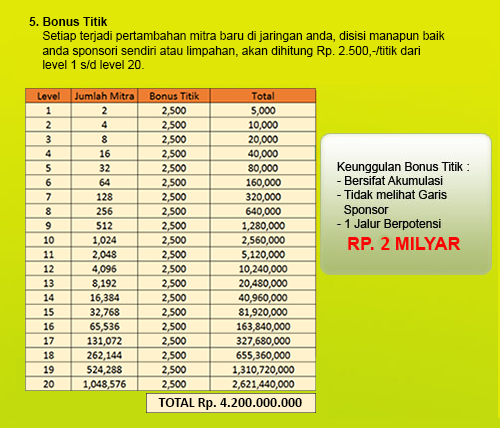 5. Bonus Titik
Setiap terjadi pertambahan mitra baru di jaringan anda, disisi manapun baik
anda sponsori sendiri atau limpahan, akan dihitung Rp. 2.500,-/titik dari
level 1 s/d level 20.
Level Jumlah Mitra Bonus Titik Total
1 2 2,500 5,000
2 4 2,500 10,000
3 8 2,500 20,000
4 16 2,500 40,000
5 32 2,500 80,000
6 64 2,500 160,000
7 128 2,500 320,000
8 256 2,500 640,000
9 512 2,500 1,280,000
10 1,024 2,500 2,560,000
11 2,048 2,500 5,120,000
12 4,096 2,500 10,240,000
13 8,192 2,500 20,480,000
14 16,384 2,500 40,960,000
15 32,768 2,500 81,920,000
16 65,536 2,500 163,840,000
17 131,072 2,500 327,680,000
18 262,144 2,500 655,360,000
19 524,288 2,500 1,310,720,000
20 1,048,576 2,500 2,621,440,000
TOTAL Rp. 4.200.000.000
Keunggulan Bonus Titik :
- Bersifat Akumulasi
- Tidak melihat Garis
Sponsor
- 1 Jalur Berpotensi
RP. 2 MILYAR